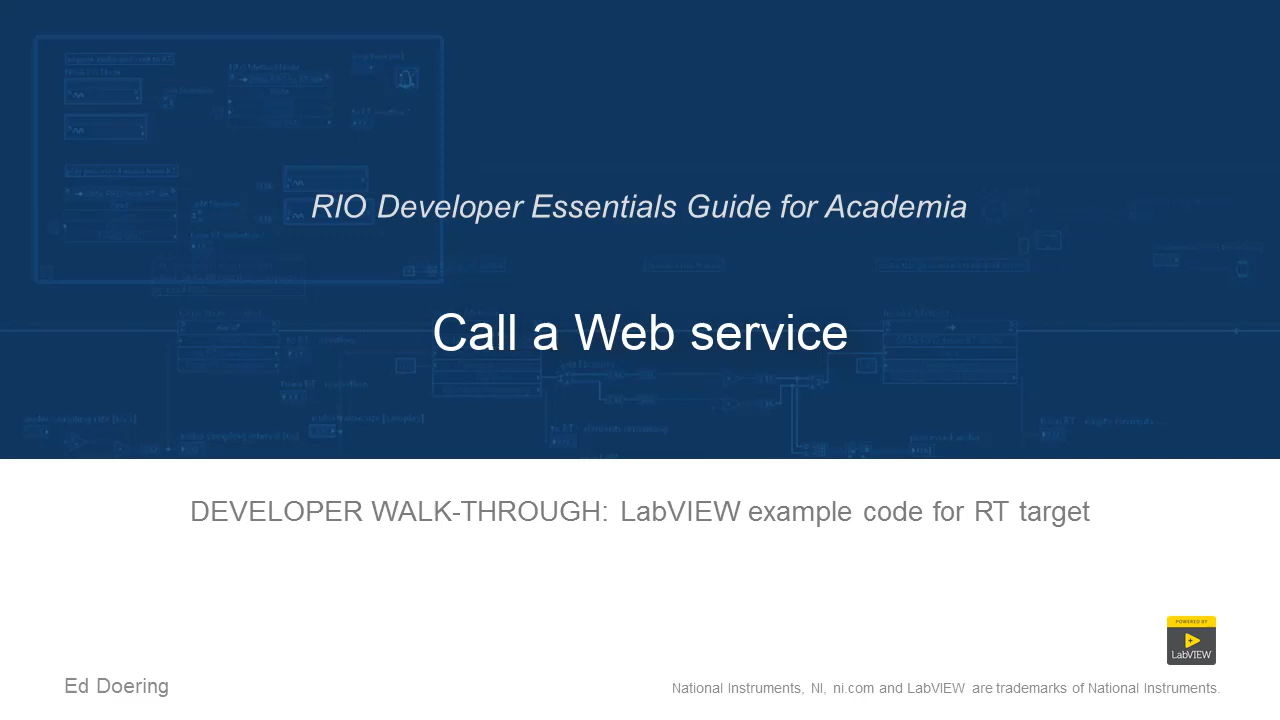 RIO Developer Essentials Guide for Academia
Call a Web service
DEVELOPER WALK-THROUGH: LabVIEW example code for RT target
POWERED BY
LabVIEW
Ed Doering
National Instruments, NI, ni.com and LabVIEW are trademarks of National Instruments.